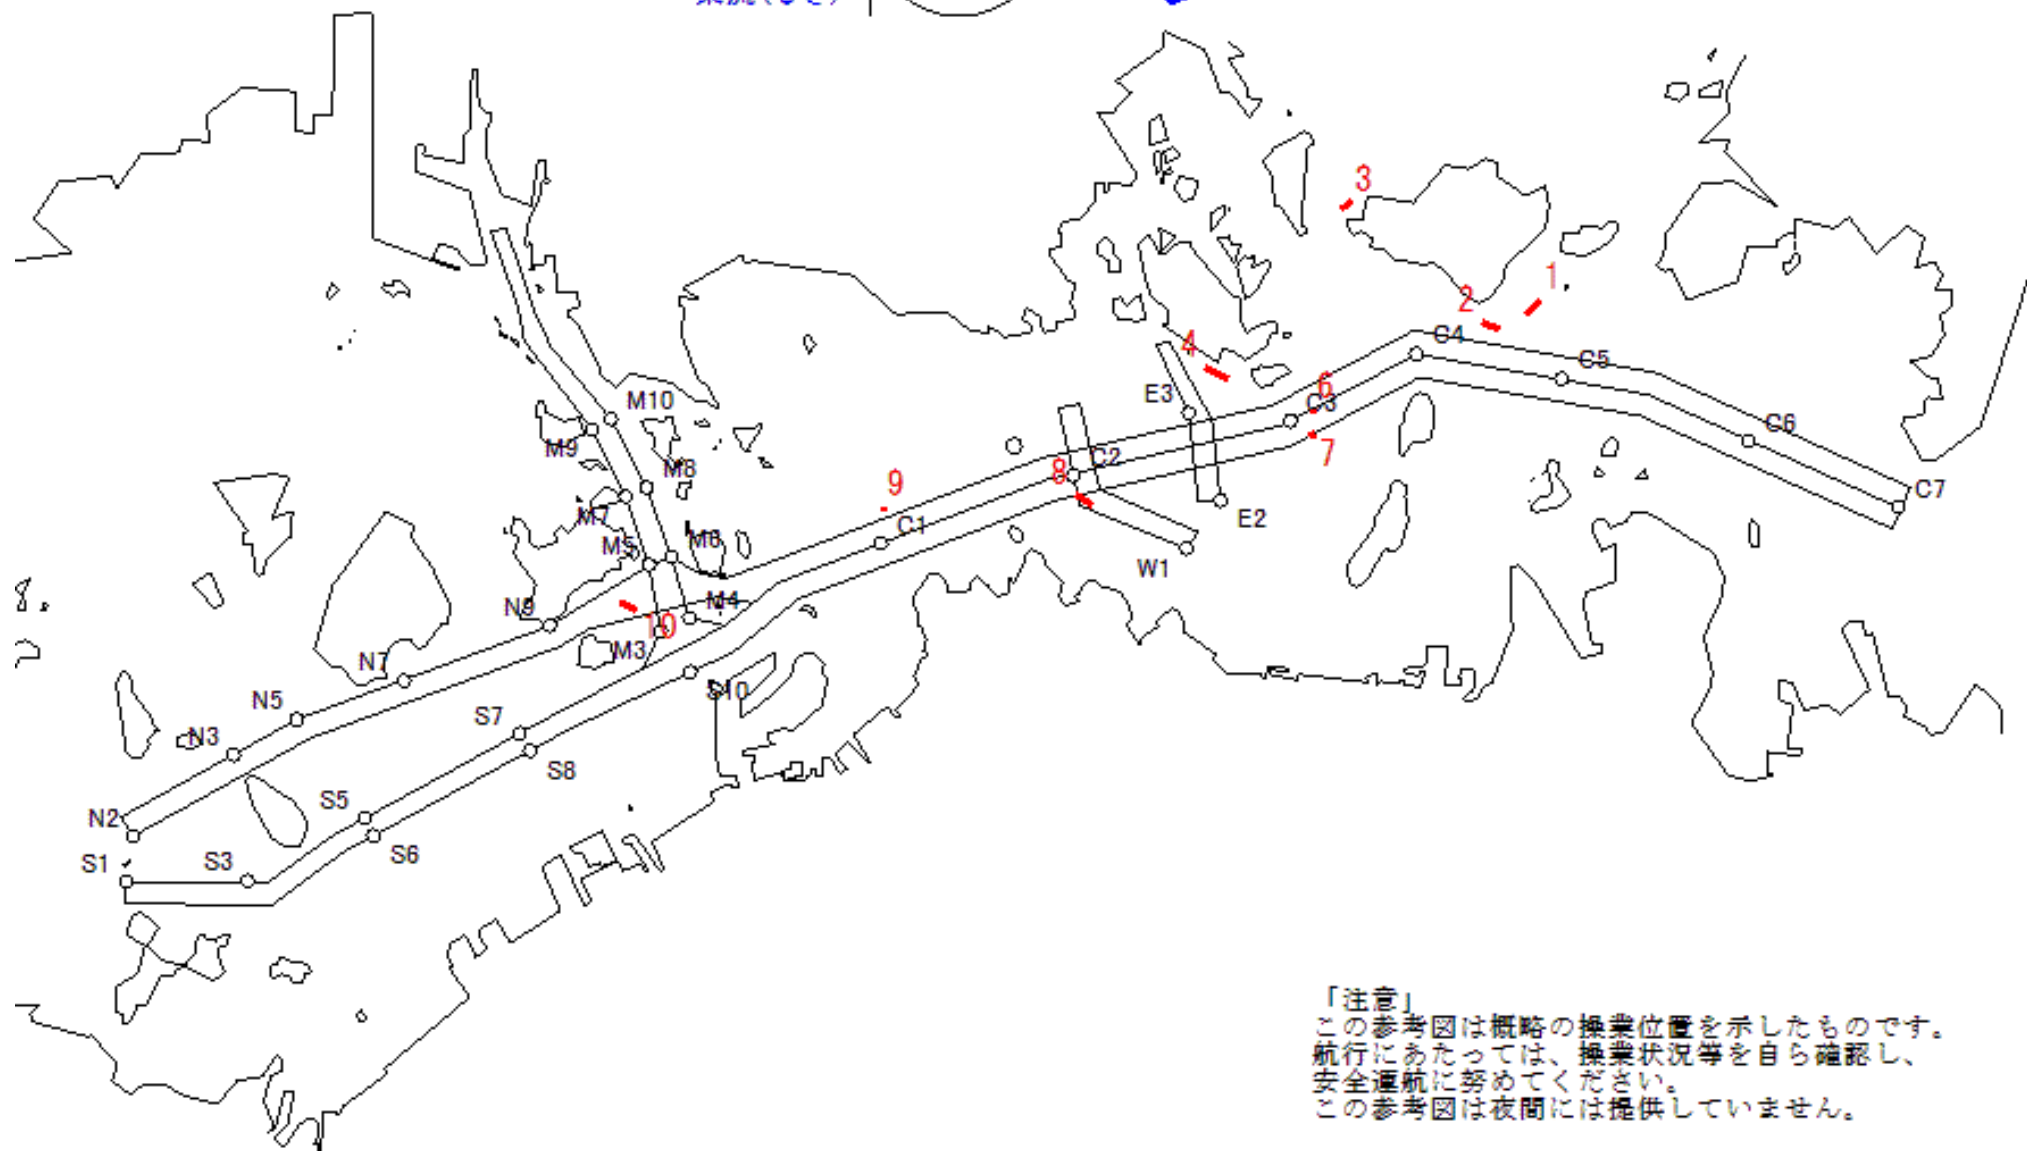 3
1
2
C4
4
C5
6
E3
C3
M10
C6
7
M9
C2
8
M8
9
C7
M7
E2
C1
M6
M5
W1
N9
M4
10
M3
N7
S10
N5
S7
N3
S8
S5
N2
S6
S1
S3
「注意」
この参考図は概略の操業位置を示したものです。
航行にあたっては、操業状況等を自ら確認し、
安全運航に努めてください。
この参考図は夜間には提供していません。